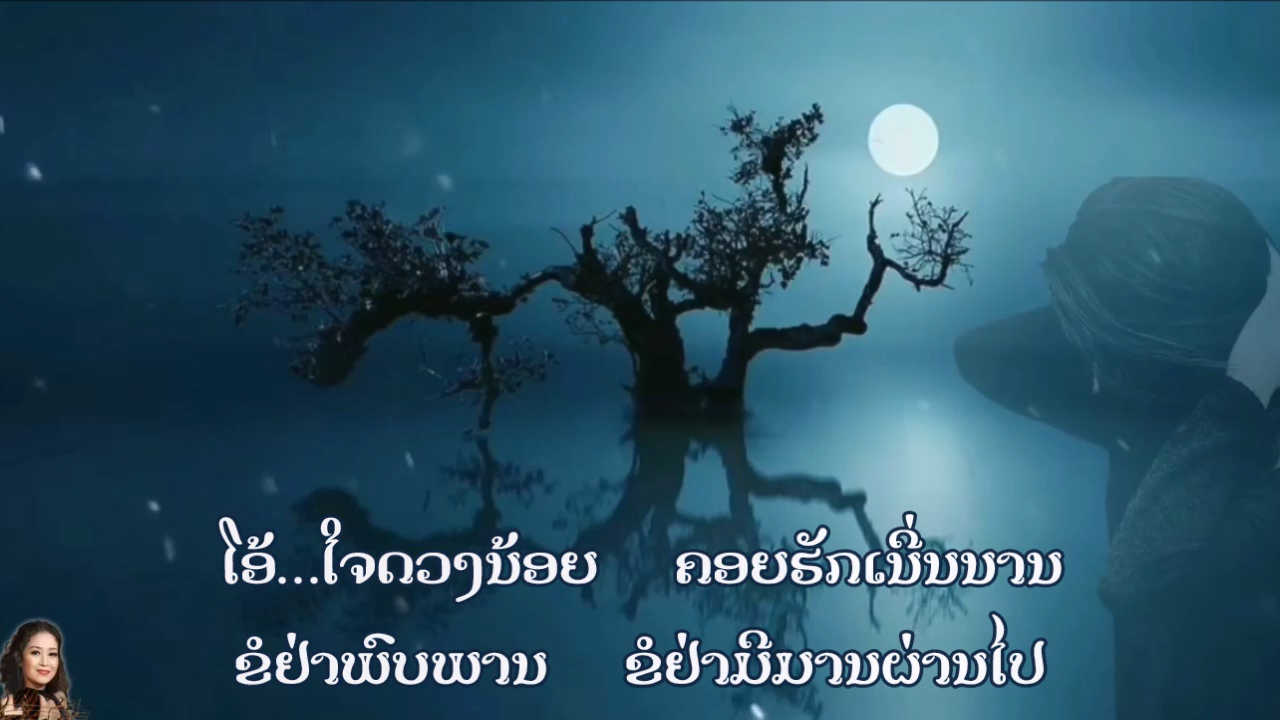 ໂອ້...ໃຈດວງນ້ອຍ ຄອຍຮັກເນີ່ນນານ
ຂໍຢ່າພົບພານ ຂໍຢ່າມີມານຜ່ານໄປ